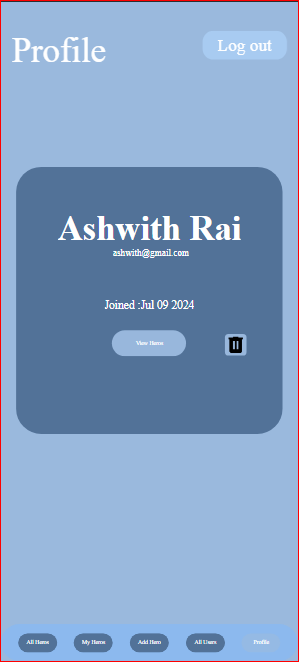 Profile
Log out
Ashwith Rai
ashwith@gmail.com
Joined :Jul 09 2024
View Items
All Items
My Items
Add Item
All Users
Profile